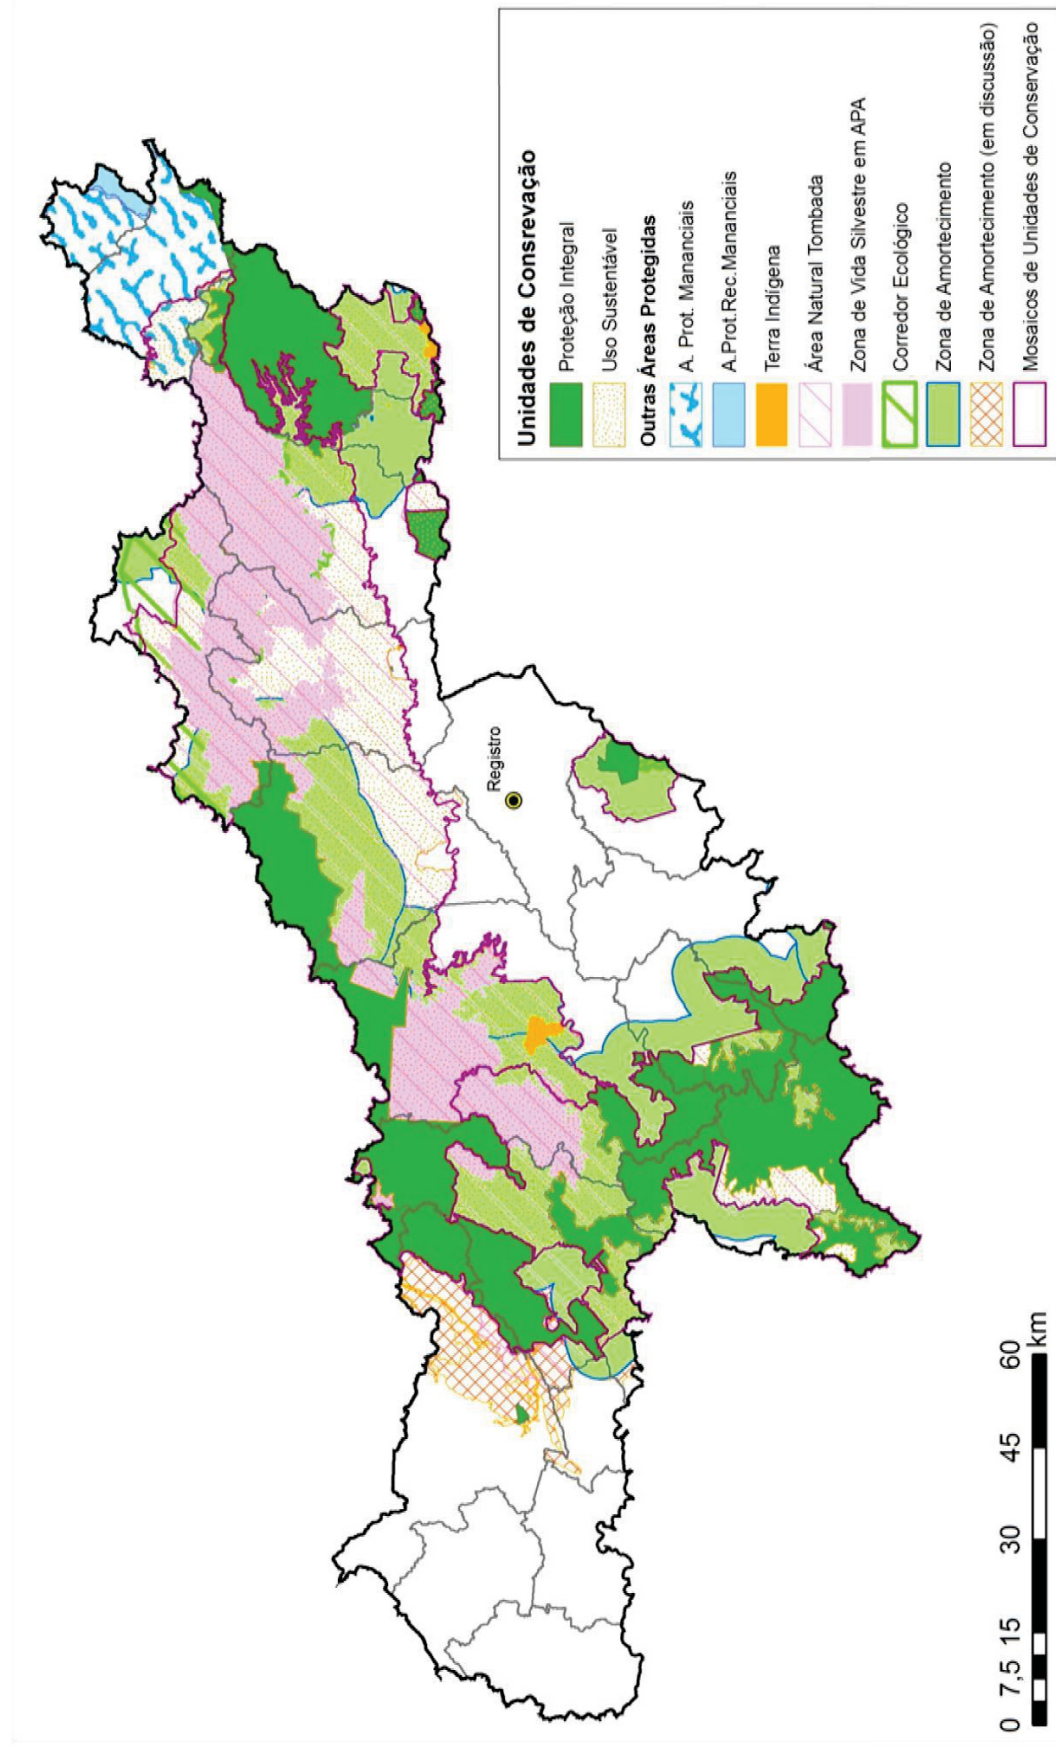 Registro
Unidades de Consrevação
Proteção Integral
Uso Sustentável
Outras Áreas Protegidas
A. Prot. Mananciais
A.Prot.Rec.Mananciais
Terra Indígena
Área Natural Tombada
Zona de Vida Silvestre em APA
Corredor Ecológico
Zona de Amortecimento
Zona de Amortecimento (em discussão)
Mosaicos de Unidades de Conservação
0 7,5 15 30 45 60
km